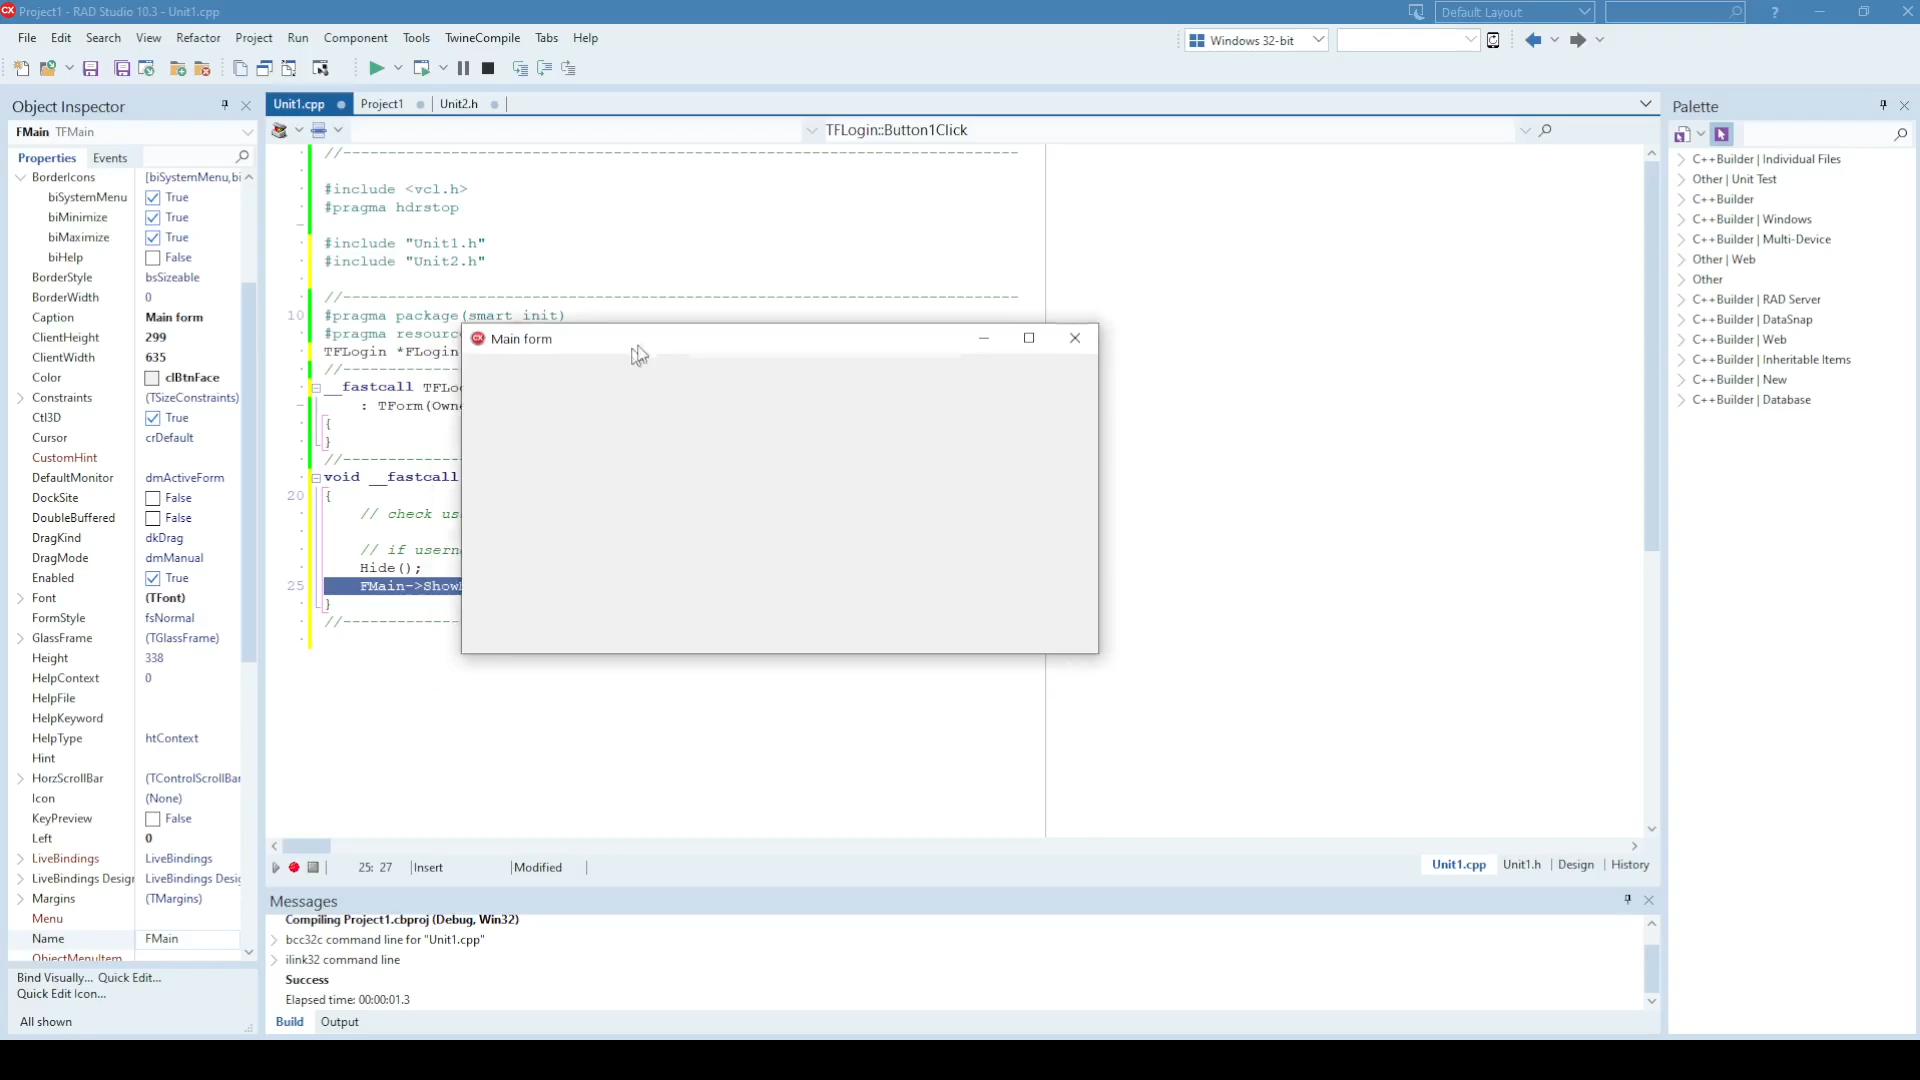 Project1 - RAD Studio 10.3 - Unit1.cpp
Default Layout
File Edit Search View Refactor Project Run Component Tools TwineCompile Tabs Help
Windows 32-bit
Object Inspector
FMain TFMain
Properties Events
BorderIcons [biSystemMenu,bi
biSystemMenu True
biMinimize True
biMaximize True
biHelp False
BorderStyle bsSizeable
BorderWidth 0
Caption Main form
ClientHeight 299
ClientWidth 635
Color clBtnFace
Constraints (TSizeConstraints)
Ctl3D True
Cursor crDefault
CustomHint
DefaultMonitor dmActiveForm
DockSite False
DoubleBuffered False
DragKind dkDrag
DragMode dmManual
Enabled True
Font (TFont)
FormStyle fsNormal
GlassFrame (TGlassFrame)
Height 338
HelpContext 0
HelpFile
HelpKeyword
HelpType htContext
Hint
HorzScrollBar (TControlScrollBar
Icon (None)
KeyPreview False
Left 0
LiveBindings LiveBindings
LiveBindings Design LiveBindings Desig
Margins (TMargins)
Menu
Name FMain
ObjectMenuItem
Bind Visually... Quick Edit...
Quick Edit Icon...
All shown
Unit1.cpp Project1 Unit2.h
TFLogin::Button1Click
//---------------------------------------------------------------------------
#include <vcl.h>
#pragma hdrstop
#include "Unit1.h"
#include "Unit2.h"
//---------------------------------------------------------------------------
10 #pragma package(smart_init)
#pragma resourc
TFLogin *FLogin
//-------------
__fastcall TFLo
: TForm(Owne
{
}
//-------------
void __fastcall
20 {
// check us
// if usern
Hide();
25 FMain->Show
}
//-------------
Main form
25: 27 Insert Modified
Unit1.cpp Unit1.h Design History
Messages
Compiling Project1.cbproj (Debug, Win32)
bcc32c command line for "Unit1.cpp"
ilink32 command line
Success
Elapsed time: 00:00:01.3
Build Output
Palette
C++Builder | Individual Files
Other | Unit Test
C++Builder
C++Builder | Windows
C++Builder | Multi-Device
Other | Web
Other
C++Builder | RAD Server
C++Builder | DataSnap
C++Builder | Web
C++Builder | Inheritable Items
C++Builder | New
C++Builder | Database